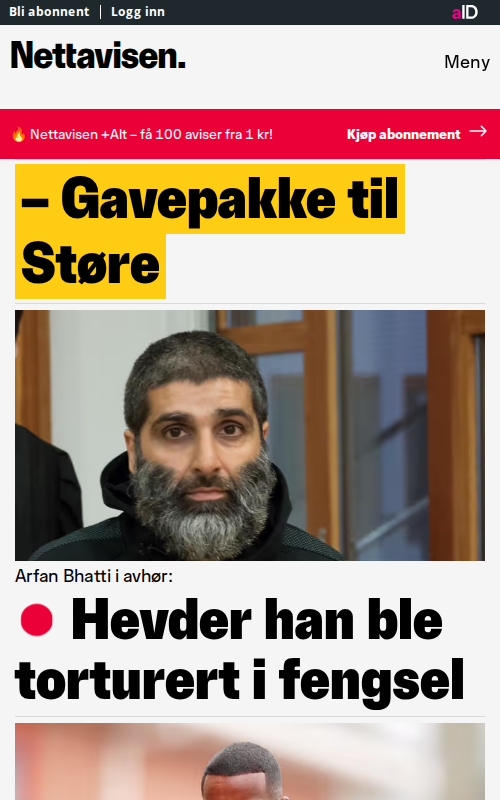 Bli abonnent | Logg inn
aID
Nettavisen.
Meny
🔥 Nettavisen +Alt – få 100 aviser fra 1 kr!
Kjøp abonnement →
– Gavepakke til
Støre
Arfan Bhatti i avhør:
Hevder han ble
torturert i fengsel